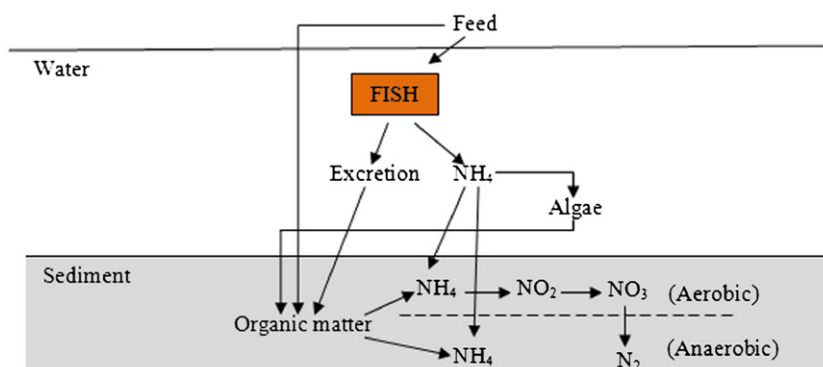 Feed
Water
FISH
Excretion NH₄
Algae
Sediment
NH₄ NO₂ NO₃ (Aerobic)
Organic matter
NH₄ N₂ (Anaerobic)